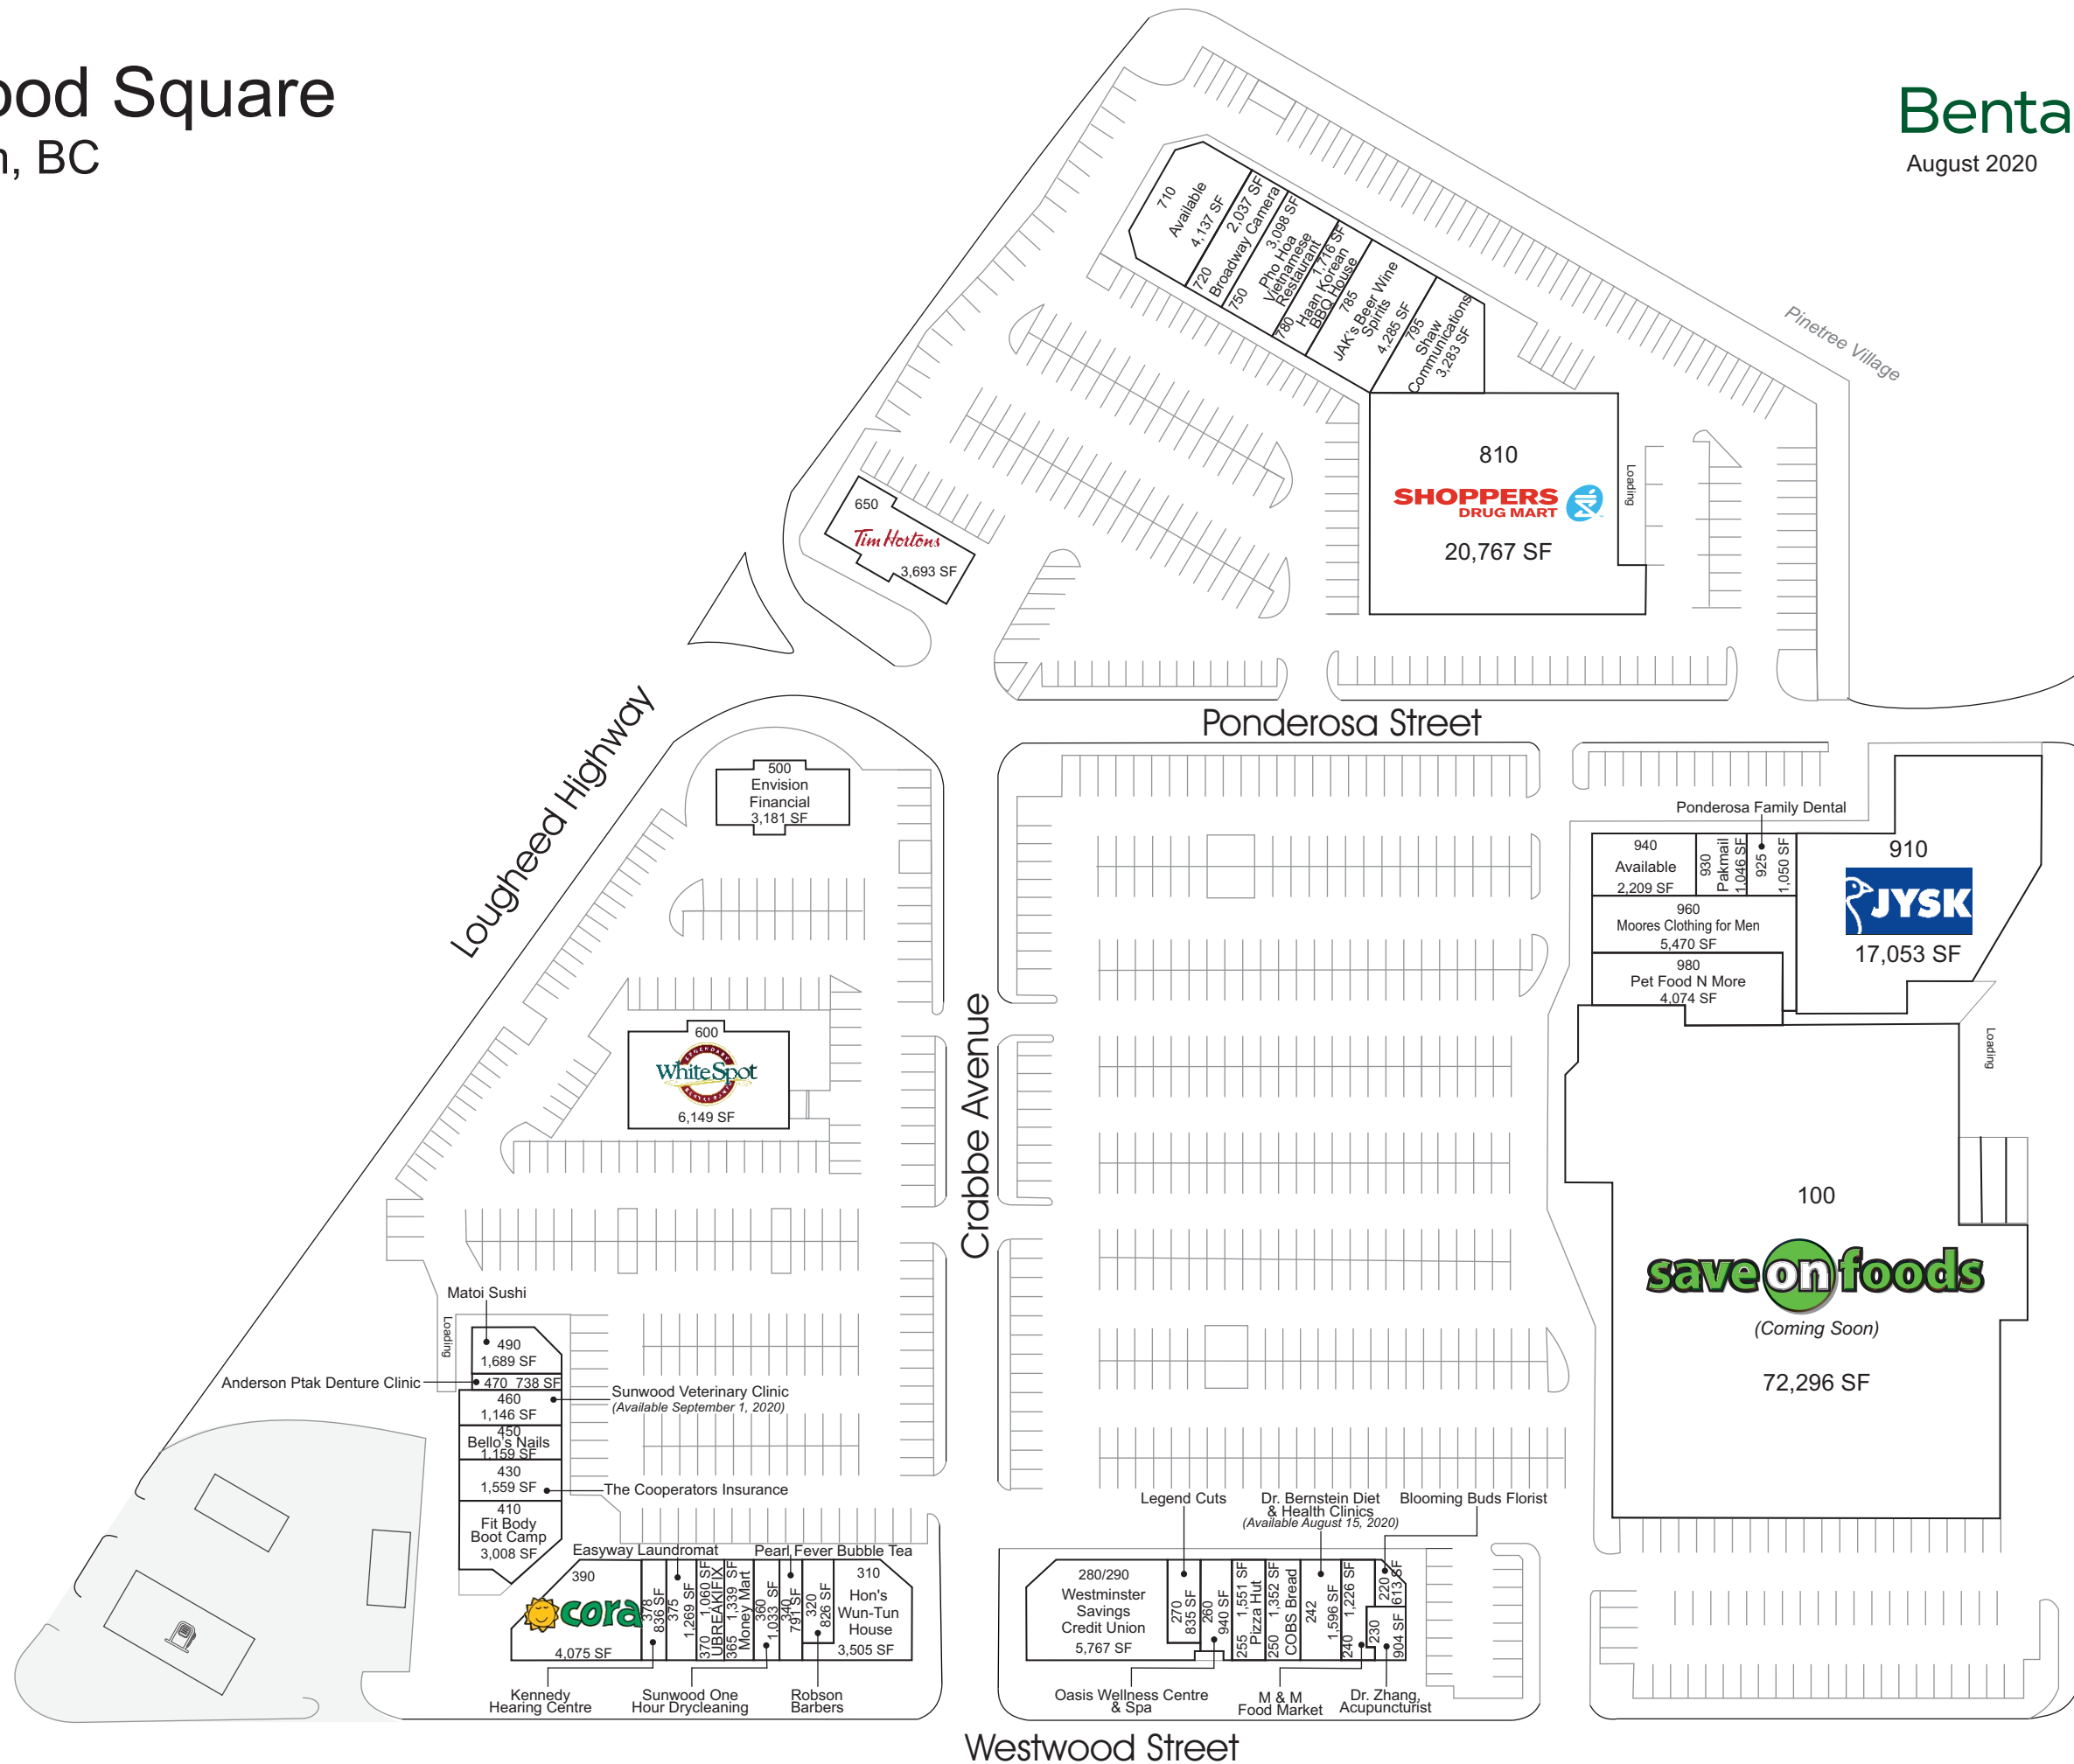 ood Square
, BC
Benta
August 2020
710
Available
4,137 SF
720
2,037 SF
Broadway Camera
750
3,098 SF
Pho Hoa
Vietnamese
Restaurant
780
1,716 SF
Haan Korean
BBQ House
785
JAK's Beer Wine
Spirits
4,285 SF
795
Shaw
Communications
3,283 SF
Pinetree Village
810
SHOPPERS
DRUG MART
20,767 SF
Loading
650
Tim Hortons
3,693 SF
Ponderosa Street
Lougheed Highway
500
Envision
Financial
3,181 SF
Ponderosa Family Dental
940
Available
2,209 SF
930
Pakmail
1,046 SF
925
1,050 SF
910
JYSK
17,053 SF
960
Moores Clothing for Men
5,470 SF
980
Pet Food N More
4,074 SF
Loading
Crabbe Avenue
600
LEGENDARY
White Spot
RESTAURANTS
6,149 SF
100
save on foods
(Coming Soon)
72,296 SF
Matoi Sushi
Loading
490
1,689 SF
Anderson Ptak Denture Clinic
470 738 SF
460
1,146 SF
Sunwood Veterinary Clinic
(Available September 1, 2020)
450
Bello's Nails
1,159 SF
430
1,559 SF
The Cooperators Insurance
410
Fit Body
Boot Camp
3,008 SF
Easyway Laundromat
Pearl Fever Bubble Tea
390
cora
4,075 SF
378
836 SF
375
1,269 SF
370 1,060 SF
UBREAKIFIX
365 1,339 SF
Money Mart
360
1,033 SF
340
791 SF
320
826 SF
310
Hon's
Wun-Tun
House
3,505 SF
Kennedy
Hearing Centre
Sunwood One
Hour Drycleaning
Robson
Barbers
Legend Cuts
Dr. Bernstein Diet
& Health Clinics
(Available August 15, 2020)
Blooming Buds Florist
280/290
Westminster
Savings
Credit Union
5,767 SF
270
835 SF
260
940 SF
255 1,551 SF
Pizza Hut
250 1,352 SF
COBS Bread
242
1,596 SF
240 1,226 SF
220
613 SF
230
904 SF
Oasis Wellness Centre
& Spa
M & M
Food Market
Dr. Zhang,
Acupuncturist
Westwood Street